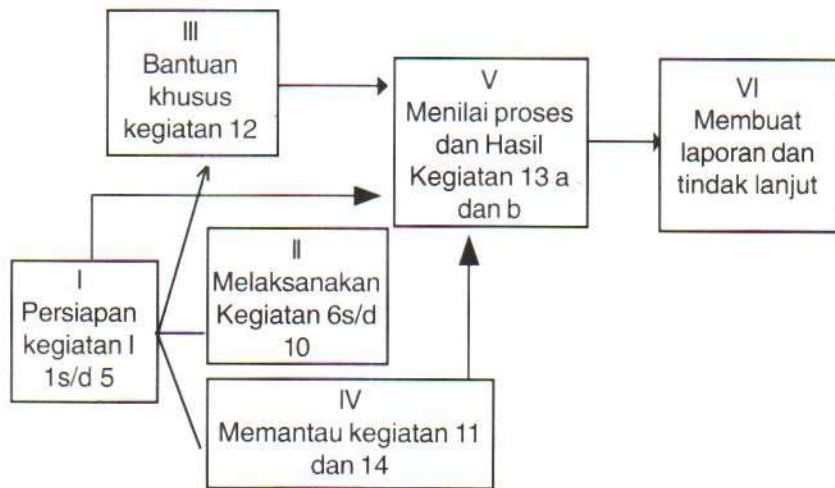 III
Bantuan
khusus
kegiatan 12
V
Menilai proses
dan Hasil
Kegiatan 13 a
dan b
VI
Membuat
laporan dan
tindak lanjut
I
Persiapan
kegiatan I
1s/d 5
II
Melaksanakan
Kegiatan 6s/d
10
IV
Memantau kegiatan 11
dan 14